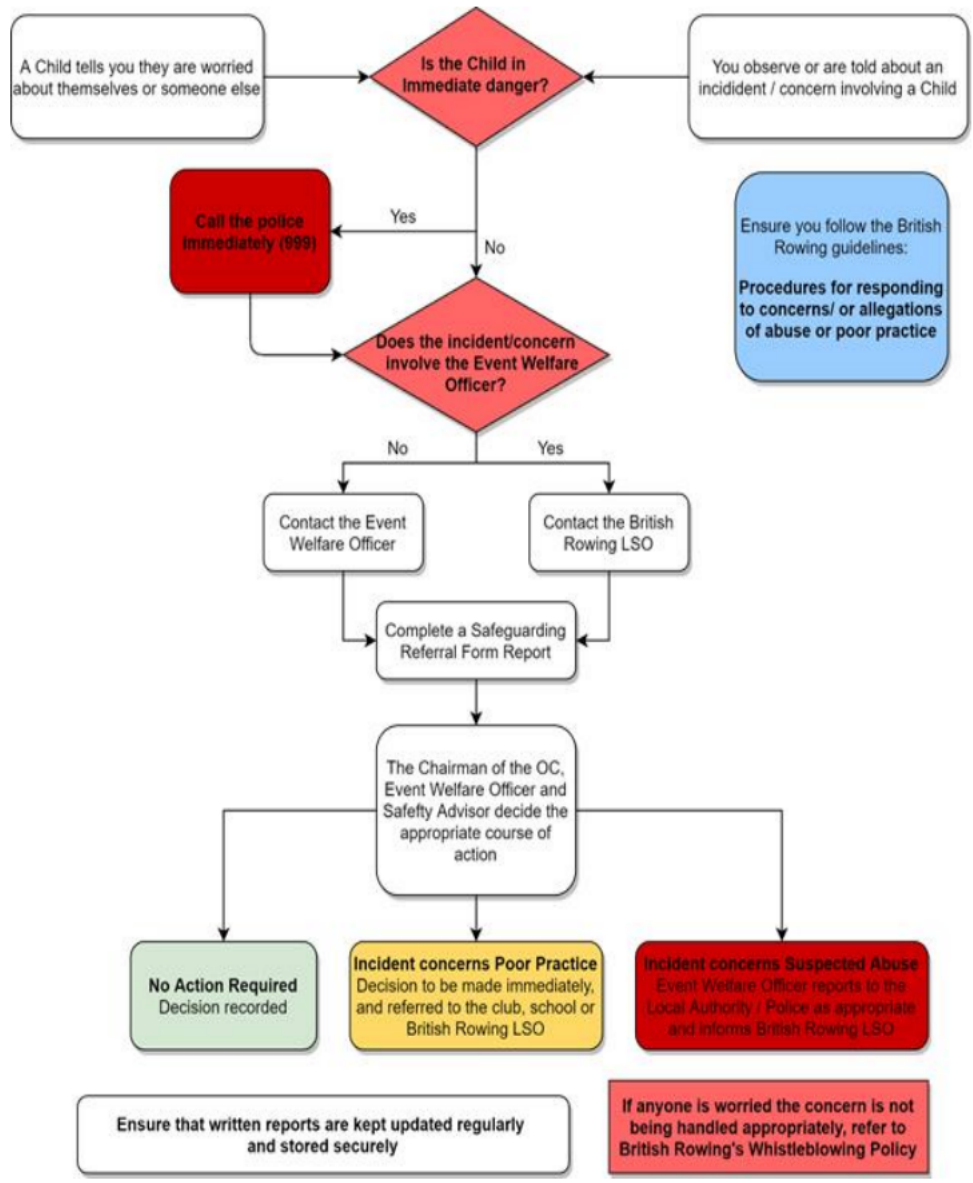 A Child tells you they are worried
about themselves or someone else
Is the Child in
Immediate danger?
You observe or are told about an
incidident / concern involving a Child
Call the police
immediately (999)
Yes
No
Ensure you follow the British
Rowing guidelines:
Procedures for responding
to concerns/ or allegations
of abuse or poor practice
Does the incident/concern
involve the Event Welfare
Officer?
No
Yes
Contact the Event
Welfare Officer
Contact the British
Rowing LSO
Complete a Safeguarding
Referral Form Report
The Chairman of the OC,
Event Welfare Officer and
Safefty Advisor decide the
appropriate course of
action
No Action Required
Decision recorded
Incident concerns Poor Practice
Decision to be made immediately,
and referred to the club, school or
British Rowing LSO
Incident concerns Suspected Abuse
Event Welfare Officer reports to the
Local Authority / Police as appropriate
and informs British Rowing LSO
Ensure that written reports are kept updated regularly
and stored securely
If anyone is worried the concern is not
being handled appropriately, refer to
British Rowing's Whistleblowing Policy